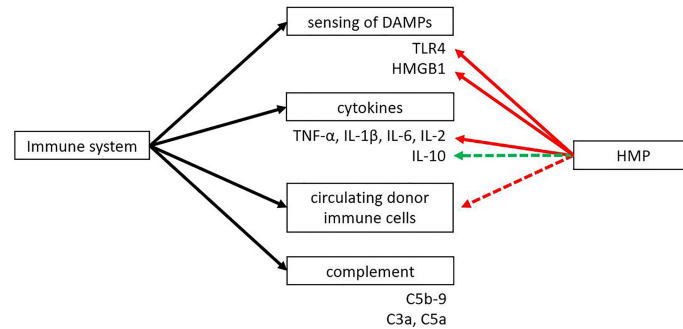 sensing of DAMPs
TLR4
HMGB1
cytokines
TNF-α, IL-1β, IL-6, IL-2
IL-10
Immune system
HMP
circulating donor
immune cells
complement
C5b-9
C3a, C5a